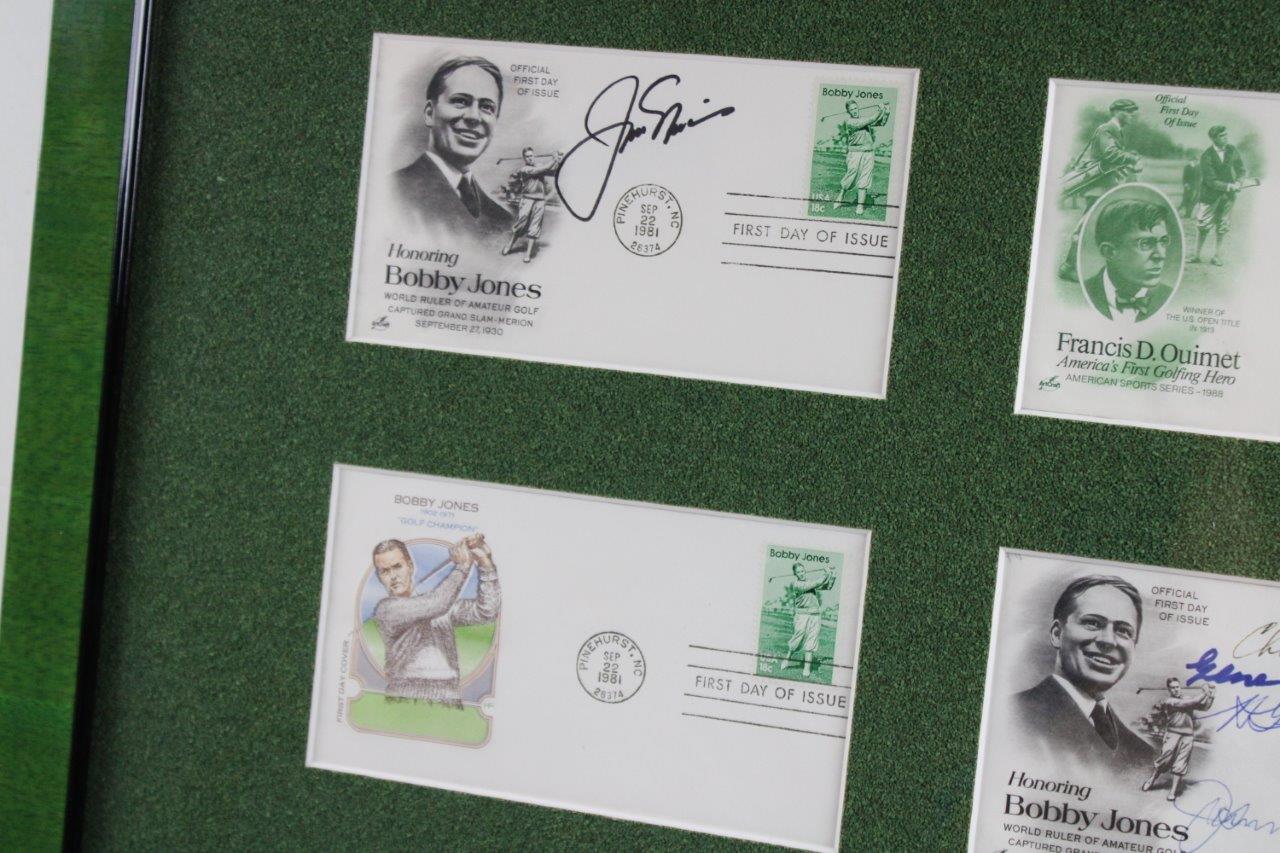 OFFICIAL
FIRST DAY
OF ISSUE
Bobby Jones
USA
18c
PINEHURST, NC
SEP
22
1981
28374
FIRST DAY OF ISSUE
Honoring
Bobby Jones
WORLD RULER OF AMATEUR GOLF
CAPTURED GRAND SLAM-MERION
SEPTEMBER 27, 1930
Official
First Day
Of Issue
WINNER OF
THE U.S. OPEN TITLE
IN 1913
Francis D. Ouimet
America's First Golfing Hero
AMERICAN SPORTS SERIES - 1988
BOBBY JONES
1902-1971
"GOLF CHAMPION"
FIRST DAY COVER
Bobby Jones
USA
18c
PINEHURST, NC
SEP
22
1981
28374
FIRST DAY OF ISSUE
OFFICIAL
FIRST DAY
OF ISSUE
Gene
John
Honoring
Bobby Jones
WORLD RULER OF AMATEUR GOLF
CAPTURED